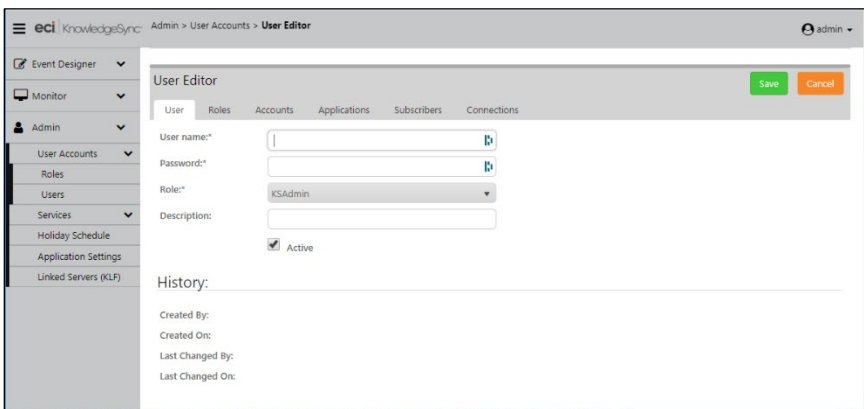 eci KnowledgeSync
Admin > User Accounts > User Editor
admin
Event Designer
Monitor
Admin
User Accounts
Roles
Users
Services
Holiday Schedule
Application Settings
Linked Servers (KLF)
User Editor
Save
Cancel
User Roles Accounts Applications Subscribers Connections
User name:*
Password:*
Role:* KSAdmin
Description:
Active
History:
Created By:
Created On:
Last Changed By:
Last Changed On: